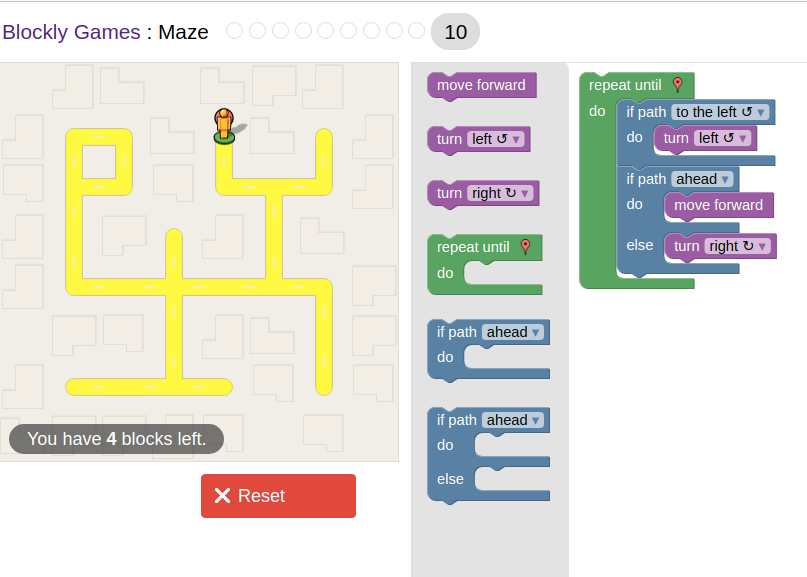 Blockly Games : Maze 10
move forward
turn left ↺ ▾
turn right ↻ ▾
repeat until
do
if path ahead ▾
do
if path ahead ▾
do
else
repeat until
do
if path to the left ↺ ▾
do turn left ↺ ▾
if path ahead ▾
do move forward
else turn right ↻ ▾
You have 4 blocks left.
Reset